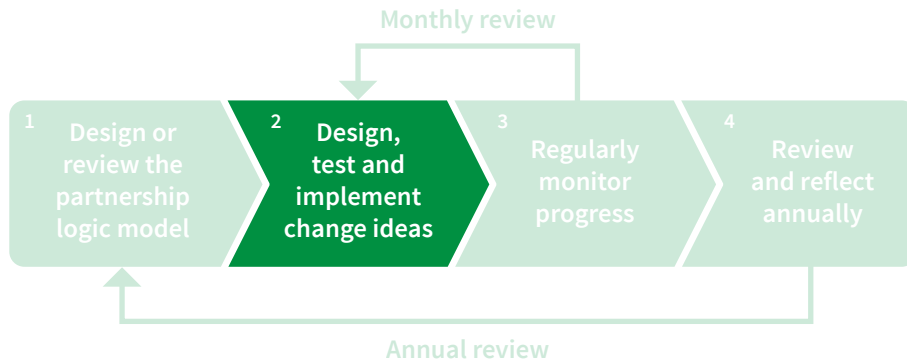 Monthly review
1
Design or
review the
partnership
logic model
2
Design,
test and
implement
change ideas
3
Regularly
monitor
progress
4
Review
and reflect
annually
Annual review